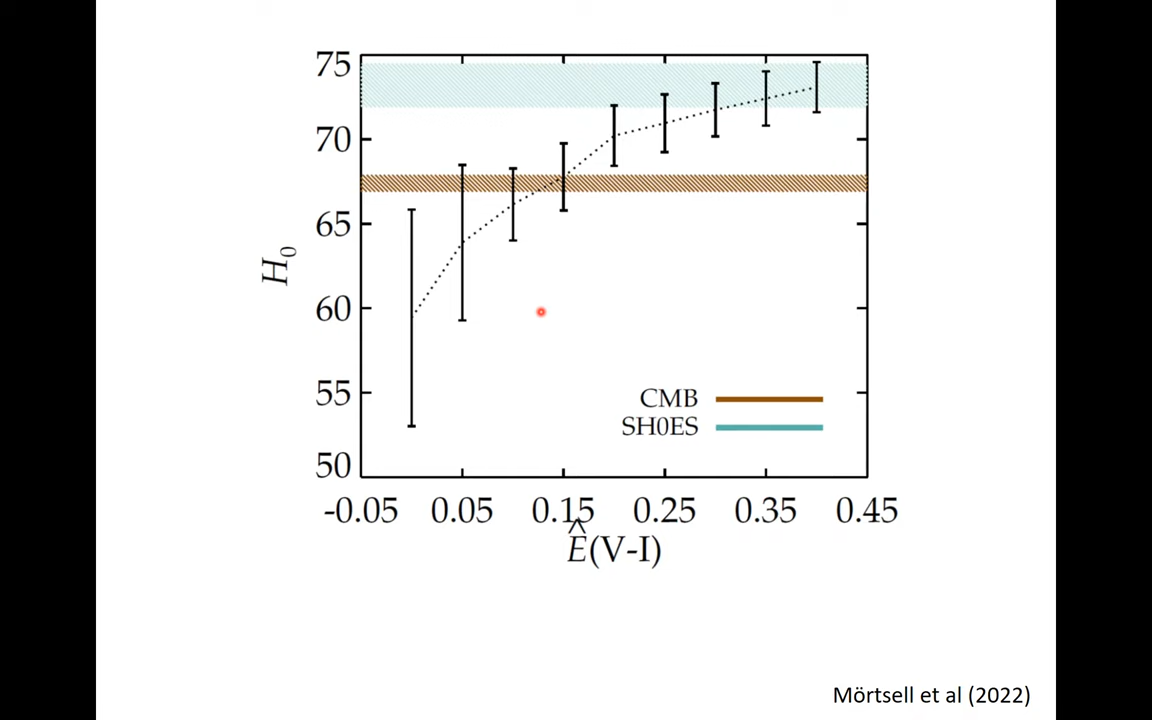 75
70
65
60
55
50
H₀
CMB
SH0ES
-0.05 0.05 0.15 0.25 0.35 0.45
Ê(V-I)
Mörtsell et al (2022)